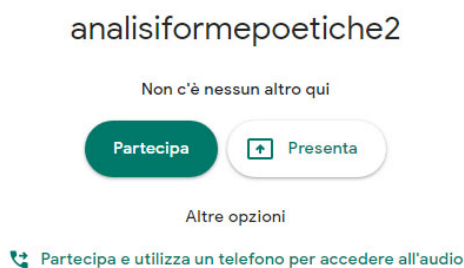 analisiformepoetiche2
Non c'è nessun altro qui
Partecipa
Presenta
Altre opzioni
Partecipa e utilizza un telefono per accedere all'audio